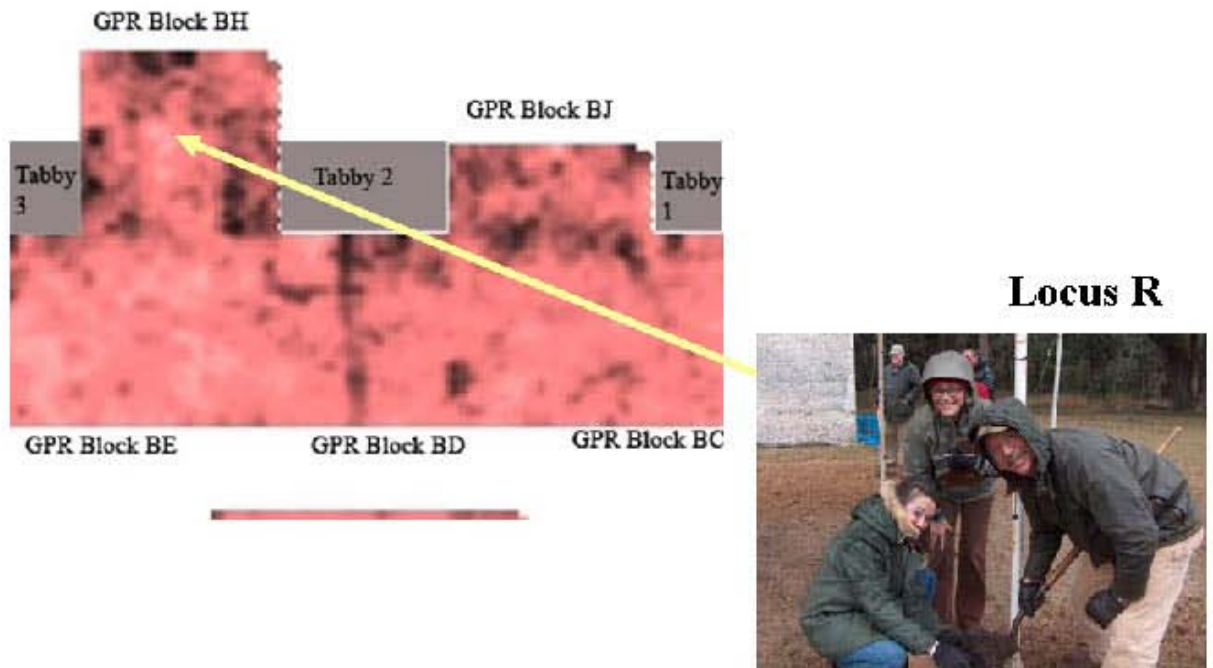 GPR Block BH
GPR Block BJ
Tabby
3
Tabby 2
Tabby
1
Locus R
GPR Block BE
GPR Block BD
GPR Block BC